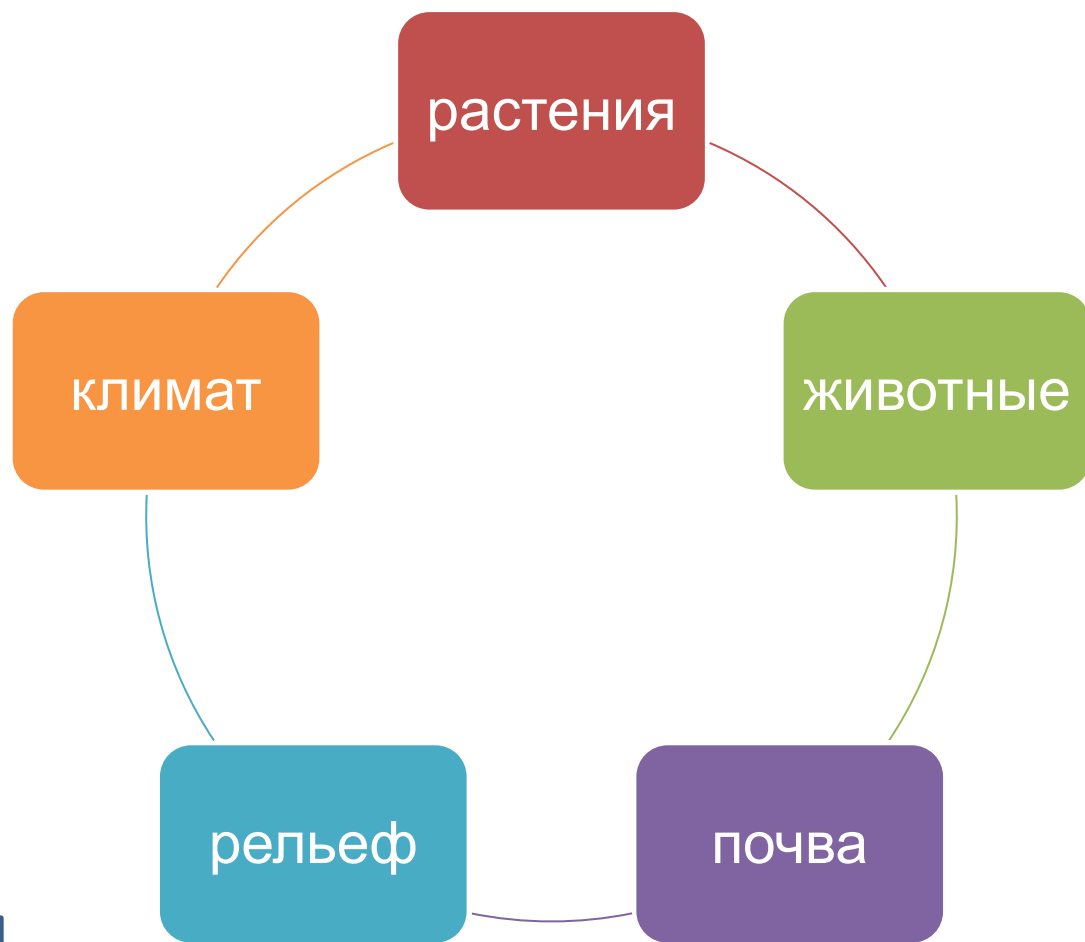 растения
климат
животные
рельеф
почва